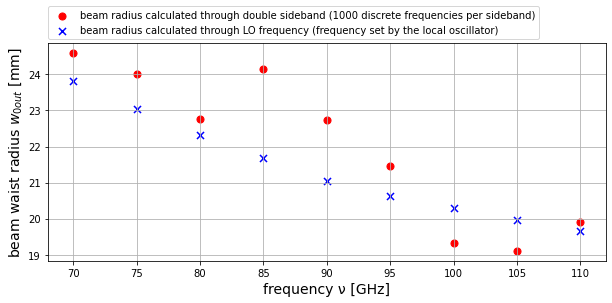 beam radius calculated through double sideband (1000 discrete frequencies per sideband)
beam radius calculated through LO frequency (frequency set by the local oscillator)
beam waist radius w0out [mm]
24
23
22
21
20
19
70 75 80 85 90 95 100 105 110
frequency ν [GHz]